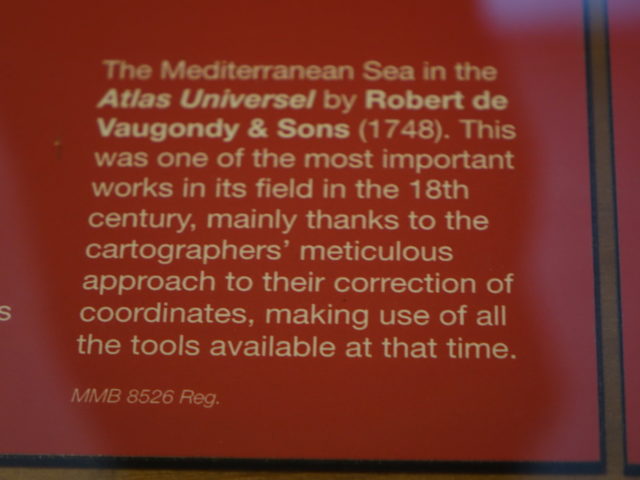 The Mediterranean Sea in the
Atlas Universel by Robert de
Vaugondy & Sons (1748). This
was one of the most important
works in its field in the 18th
century, mainly thanks to the
cartographers' meticulous
approach to their correction of
coordinates, making use of all
the tools available at that time.
MMB 8526 Reg.
s